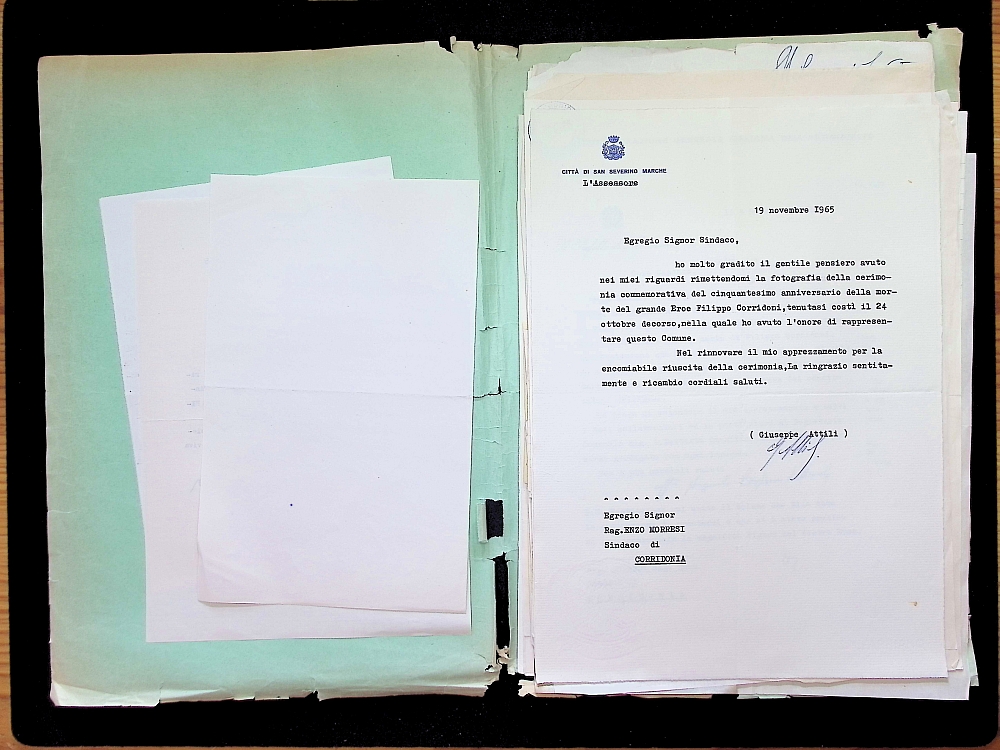 CITTÀ DI SAN SEVERINO MARCHE
L'Assessore
19 novembre I965
Egregio Signor Sindaco,
ho molto gradito il gentile pensiero avuto
nei miei riguardi rimettendomi la fotografia della cerimo-
nia commemorativa del cinquantesimo anniversario della mor-
te del grande Eroe Filippo Corridoni,tenutasi costì il 24
ottobre decorso,nella quale ho avuto l'onore di rappresen-
tare questo Comune.
Nel rinnovare il mio apprezzamento per la
encomiabile riuscita della cerimonia,La ringrazio sentita-
mente e ricambio cordiali saluti.
( Giuseppe Attili )
Egregio Signor
Rag.ENZO MORRESI
Sindaco di
CORRIDONIA